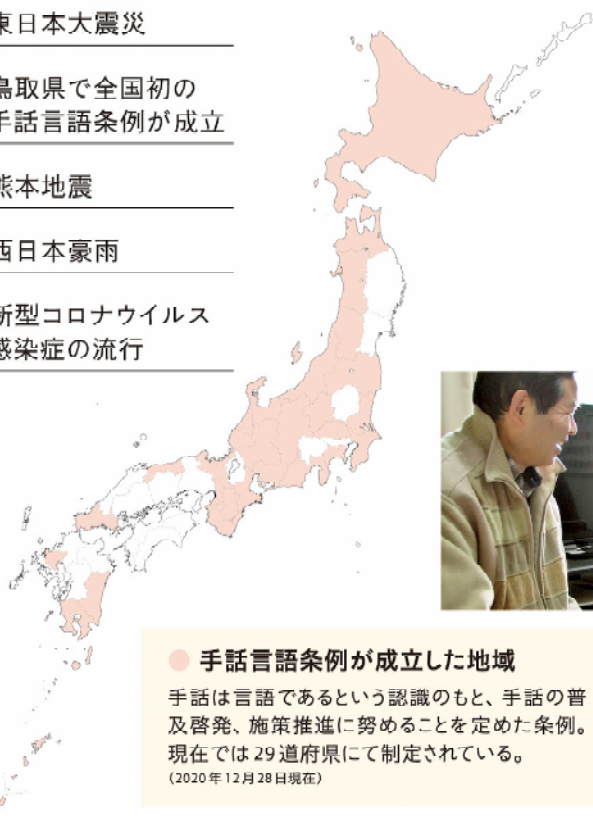 東日本大震災
鳥取県で全国初の
手話言語条例が成立
熊本地震
西日本豪雨
新型コロナウイルス
感染症の流行
手話言語条例が成立した地域
手話は言語であるという認識のもと、手話の普
及啓発、施策推進に努めることを定めた条例。
現在では29道府県にて制定されている。
（2020年12月28日現在）